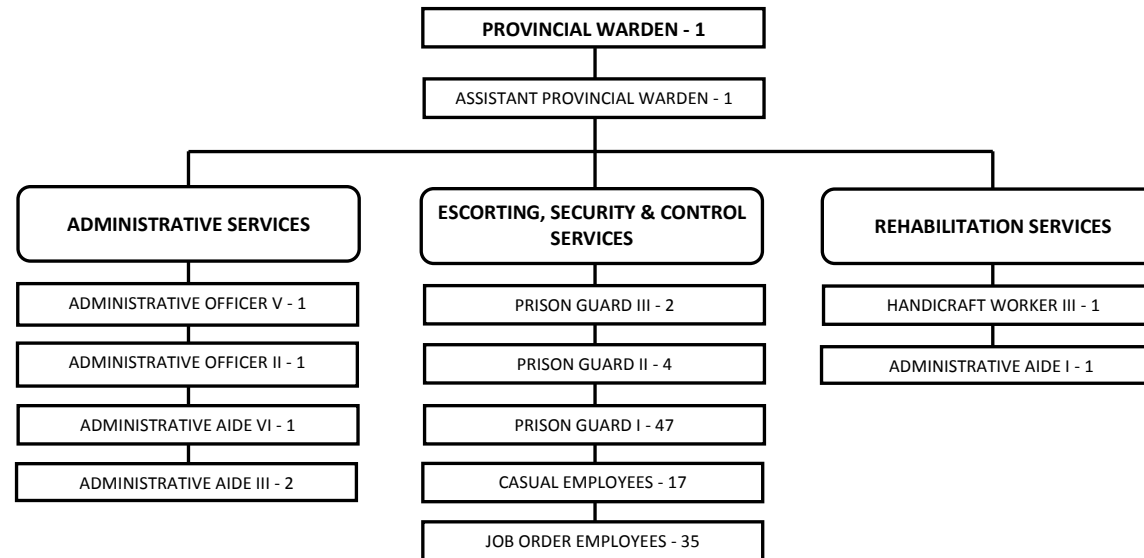 PROVINCIAL WARDEN - 1
ASSISTANT PROVINCIAL WARDEN - 1
ADMINISTRATIVE SERVICES
ADMINISTRATIVE OFFICER V - 1
ADMINISTRATIVE OFFICER II - 1
ADMINISTRATIVE AIDE VI - 1
ADMINISTRATIVE AIDE III - 2
ESCORTING, SECURITY & CONTROL
SERVICES
PRISON GUARD III - 2
PRISON GUARD II - 4
PRISON GUARD I - 47
CASUAL EMPLOYEES - 17
JOB ORDER EMPLOYEES - 35
REHABILITATION SERVICES
HANDICRAFT WORKER III - 1
ADMINISTRATIVE AIDE I - 1